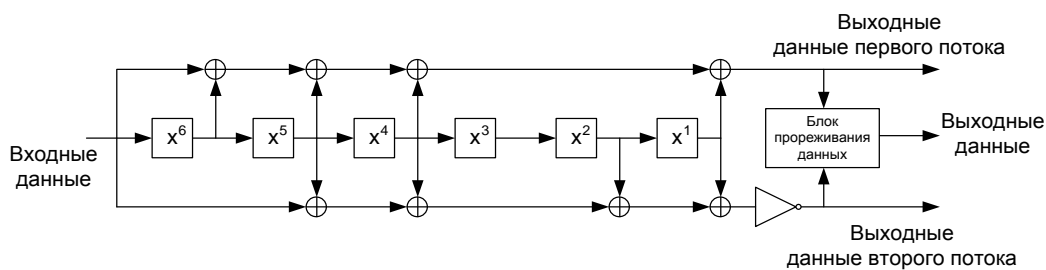 Выходные
данные первого потока
x⁶
x⁵
x⁴
x³
x²
x¹
Входные
данные
Блок
прореживания
данных
Выходные
данные
Выходные
данные второго потока